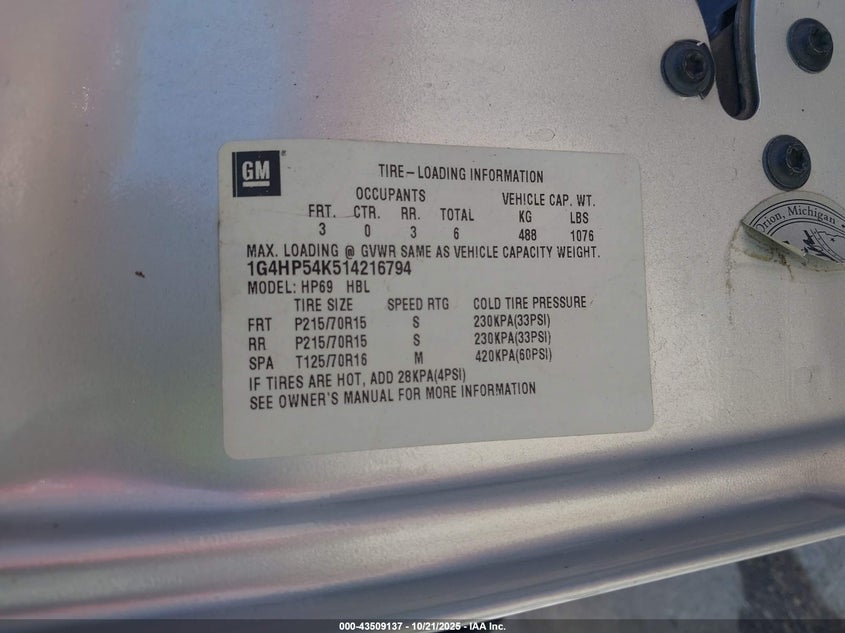 GM
TIRE-LOADING INFORMATION
OCCUPANTS VEHICLE CAP. WT.
FRT. CTR. RR. TOTAL KG LBS
3 0 3 6 488 1076
MAX. LOADING @ GVWR SAME AS VEHICLE CAPACITY WEIGHT.
1G4HP54K514216794
MODEL: HP69 HBL
TIRE SIZE SPEED RTG COLD TIRE PRESSURE
FRT P215/70R15 S 230KPA(33PSI)
RR P215/70R15 S 230KPA(33PSI)
SPA T125/70R16 M 420KPA(60PSI)
IF TIRES ARE HOT, ADD 28KPA(4PSI)
SEE OWNER'S MANUAL FOR MORE INFORMATION
Orion, Michigan
000-43509137 - 10/21/2025 - IAA Inc.